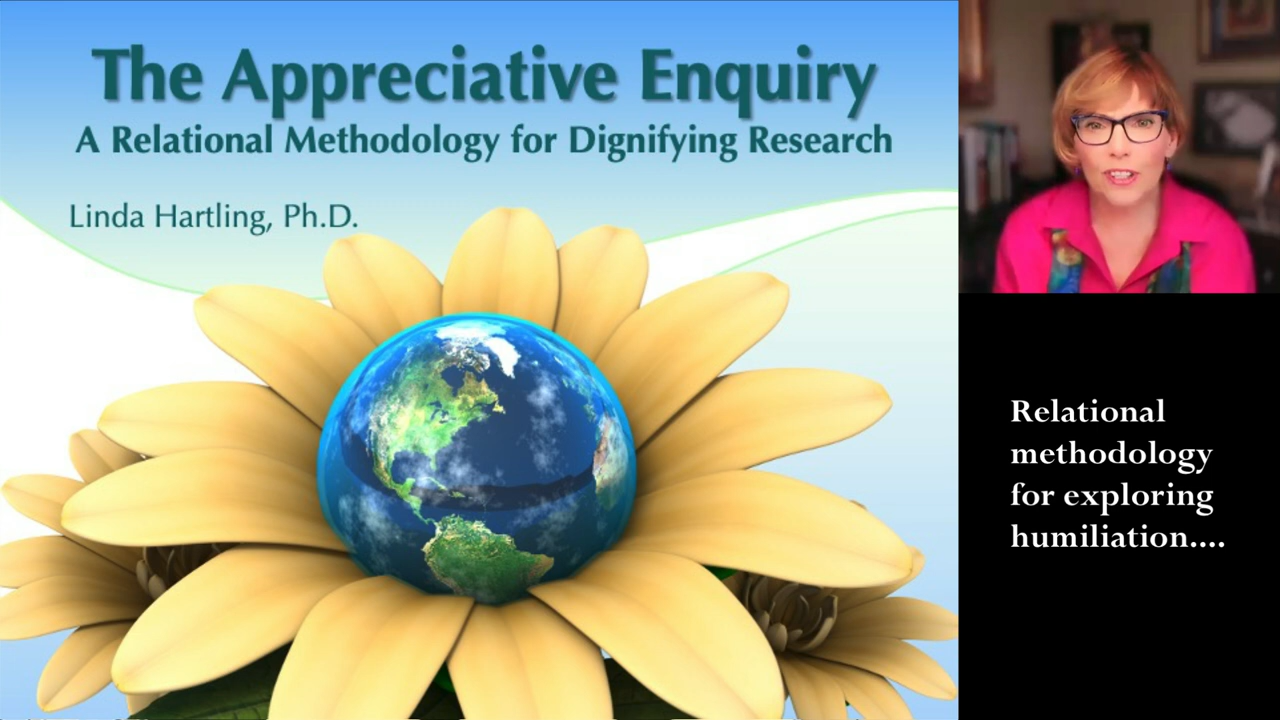 The Appreciative Enquiry
A Relational Methodology for Dignifying Research
Linda Hartling, Ph.D.
Relational
methodology
for exploring
humiliation....